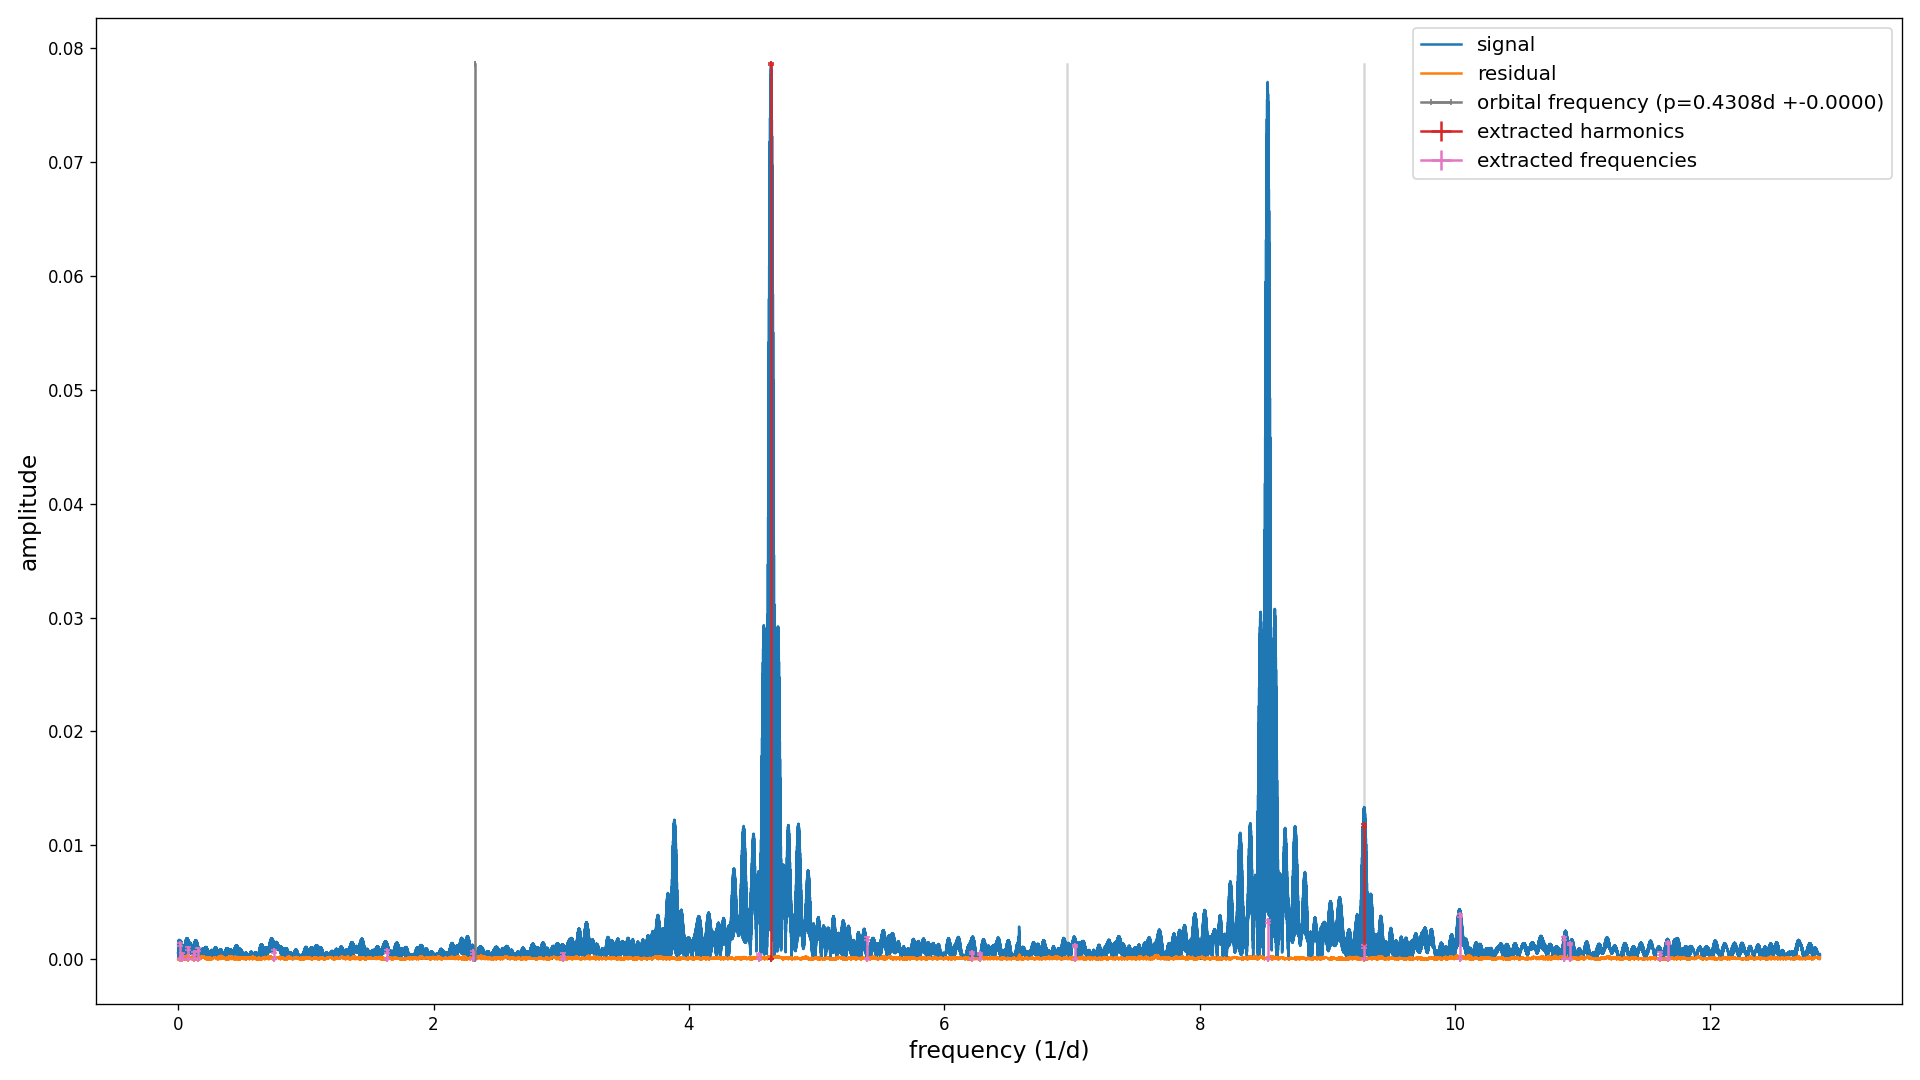 signal
residual
orbital frequency (p=0.4308d +-0.0000)
extracted harmonics
extracted frequencies
0.08
0.07
0.06
0.05
0.04
0.03
0.02
0.01
0.00
amplitude
0 2 4 6 8 10 12
frequency (1/d)